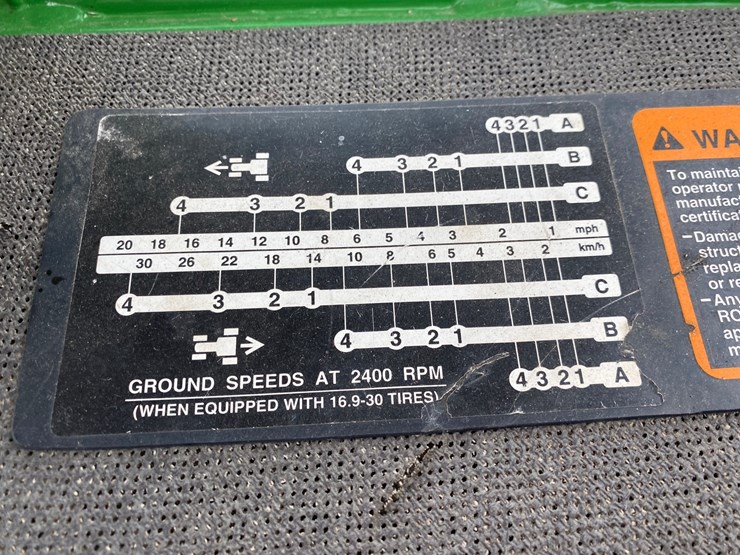 4 3 2 1 A
4 3 2 1 B
4 3 2 1 C
20 18 16 14 12 10 8 6 5 4 3 2 1 mph
30 26 22 18 14 10 8 6 5 4 3 2 km/h
4 3 2 1 C
4 3 2 1 B
4 3 2 1 A
GROUND SPEEDS AT 2400 RPM
(WHEN EQUIPPED WITH 16.9-30 TIRES)
WA
To maintai
operator
manufac
certifica
–Damag
struct
repla
or re
–Any
RO
ap
m